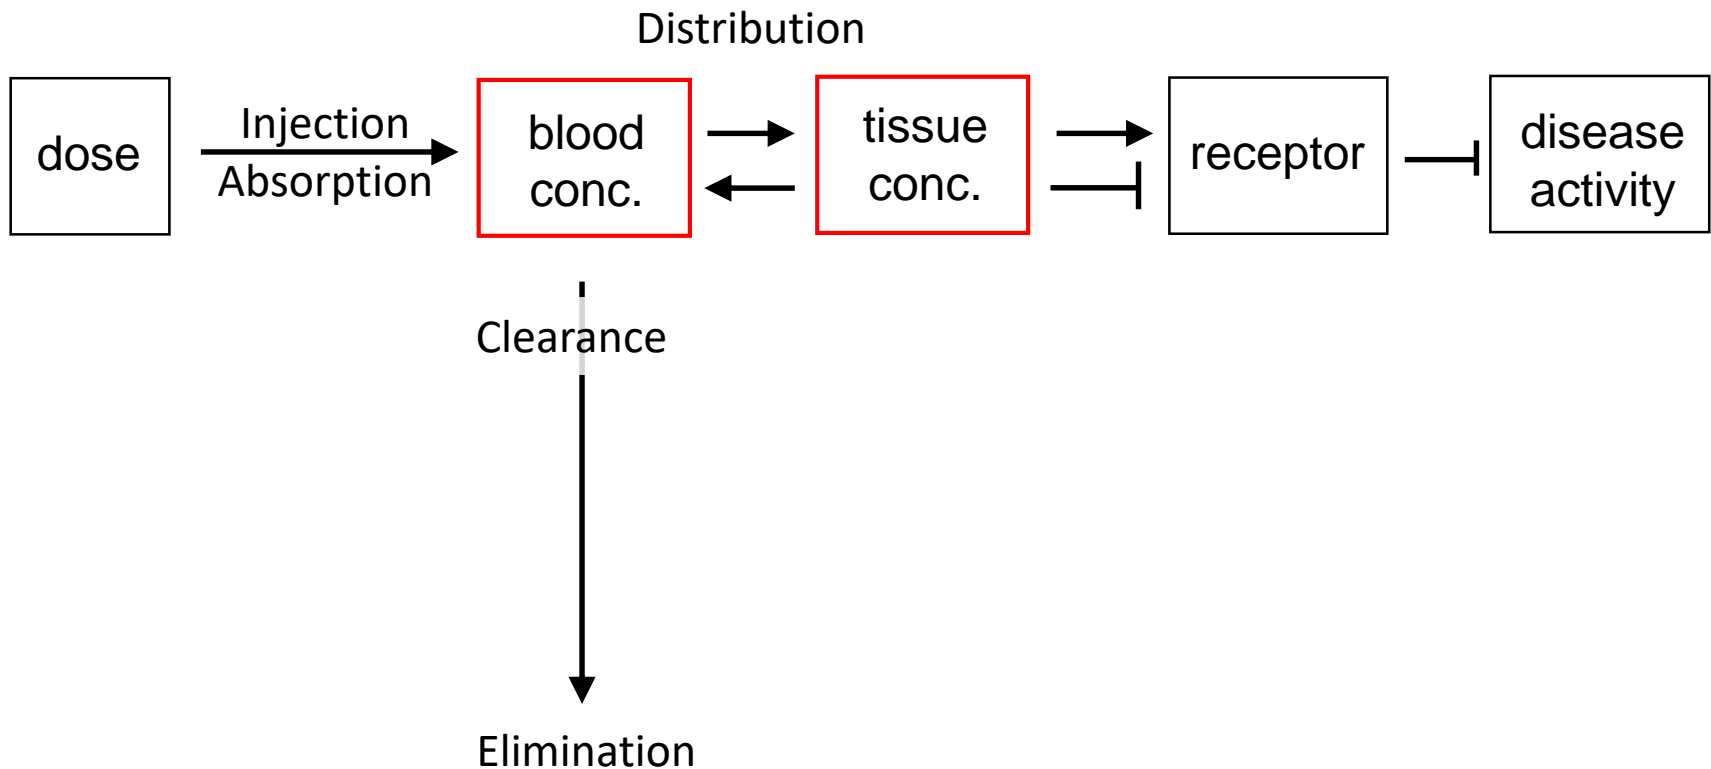 Distribution
dose
Injection
Absorption
blood
conc.
tissue
conc.
receptor
disease
activity
Clearance
Elimination